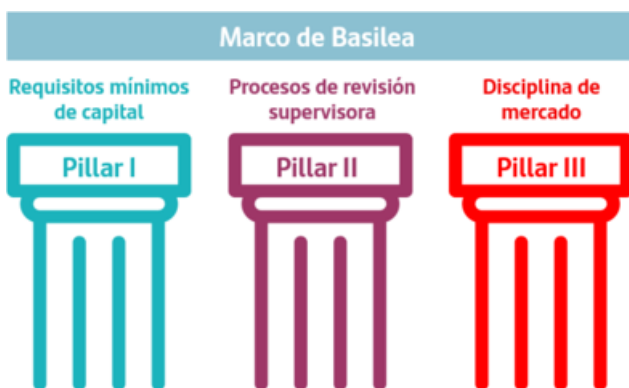 Marco de Basilea
Requisitos mínimos
de capital
Procesos de revisión
supervisora
Disciplina de
mercado
Pillar I
Pillar II
Pillar III